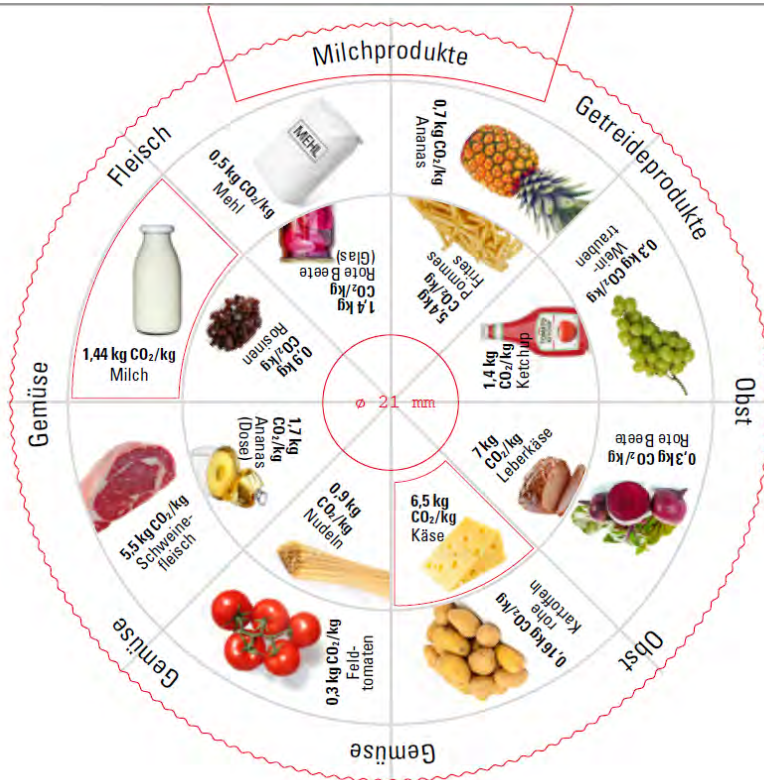 Milchprodukte
Getreideprodukte
Obst
Obst
Gemüse
Gemüse
Gemüse
Fleisch
MEHL
0,5 kg CO₂/kg
Mehl
0,7 kg CO₂/kg
Ananas
0,3 kg CO₂/kg
Wein-
trauben
0,3 kg CO₂/kg
Rote Beete
0,16 kg CO₂/kg
rohe
Kartoffeln
0,3 kg CO₂/kg
Feld-
tomaten
5,5 kg CO₂/kg
Schweine-
fleisch
1,44 kg CO₂/kg
Milch
1,4 kg
CO₂/kg
Rote Beete
(Glas)
5,4 kg
CO₂/kg
Pommes
Frites
1,4 kg
CO₂/kg
Ketchup
TOMATO
KETCHUP
7 kg
CO₂/kg
Leberkäse
6,5 kg
CO₂/kg
Käse
0,9 kg
CO₂/kg
Nudeln
1,7 kg
CO₂/kg
Ananas
(Dose)
0,9 kg
CO₂/kg
Rosinen
ø 21 mm